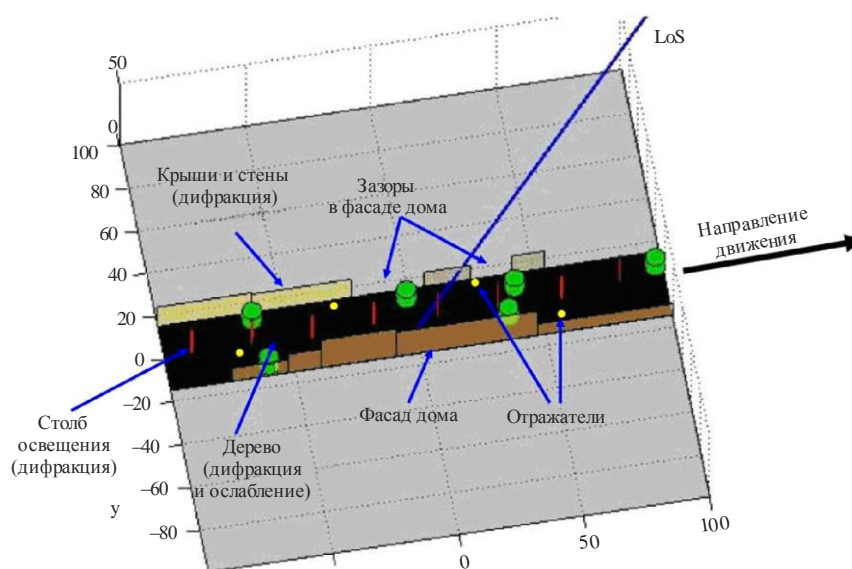 LoS
50
0
100
80
60
40
20
0
–20
–40
–60
–80
y
Крыши и стены
(дифракция)
Зазоры
в фасаде дома
Направление
движения
Столб
освещения
(дифракция)
Дерево
(дифракция
и ослабление)
Фасад дома
Отражатели
0
50
100